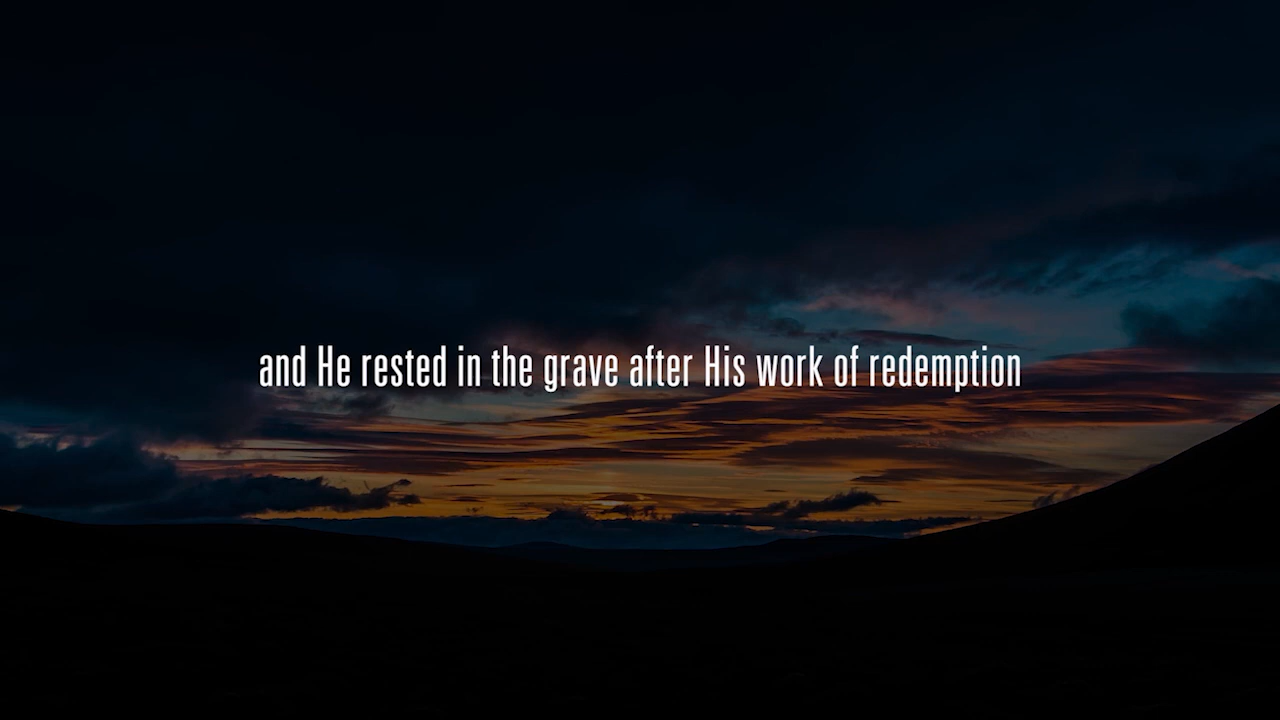 and He rested in the grave after His work of redemption